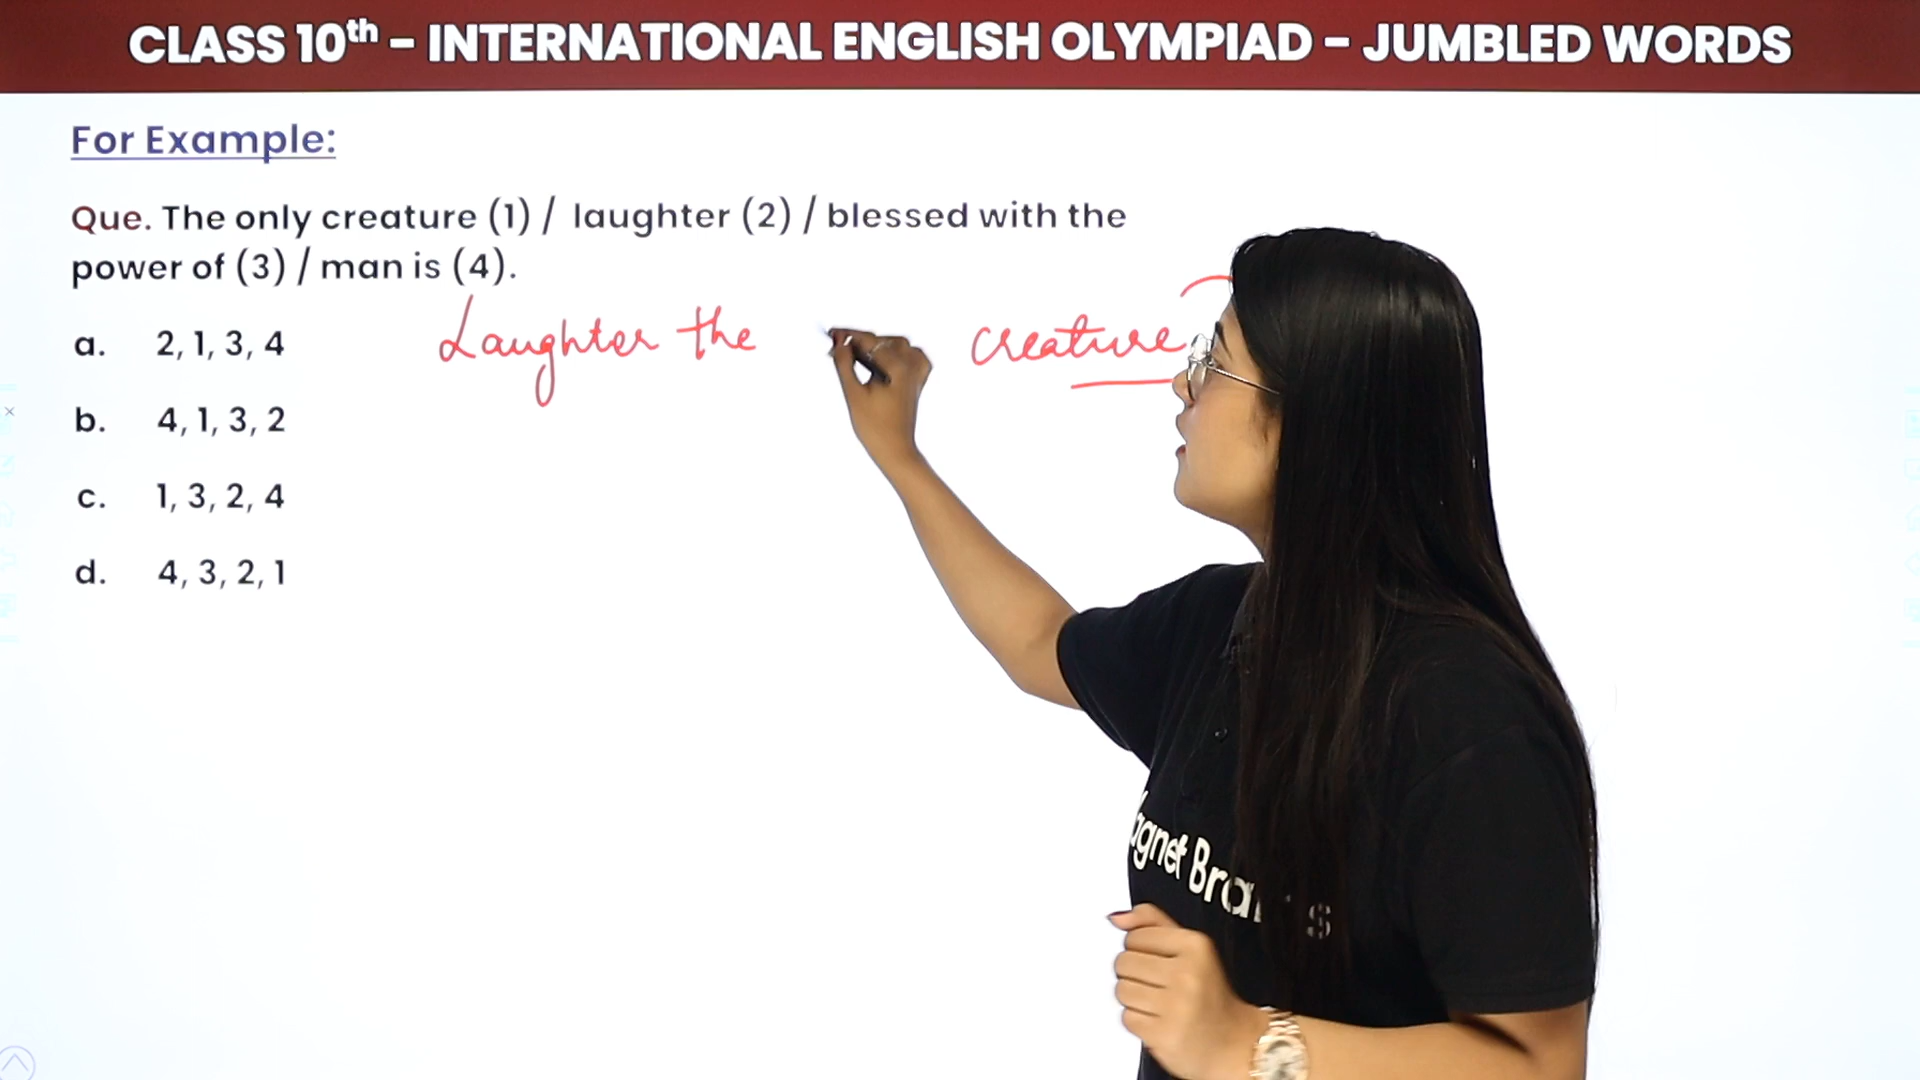 CLASS 10th - INTERNATIONAL ENGLISH OLYMPIAD - JUMBLED WORDS
For Example:
Que. The only creature (1) / laughter (2) / blessed with the
power of (3) / man is (4).
a. 2, 1, 3, 4
Laughter the creature
b. 4, 1, 3, 2
c. 1, 3, 2, 4
d. 4, 3, 2, 1
agnet Bra s